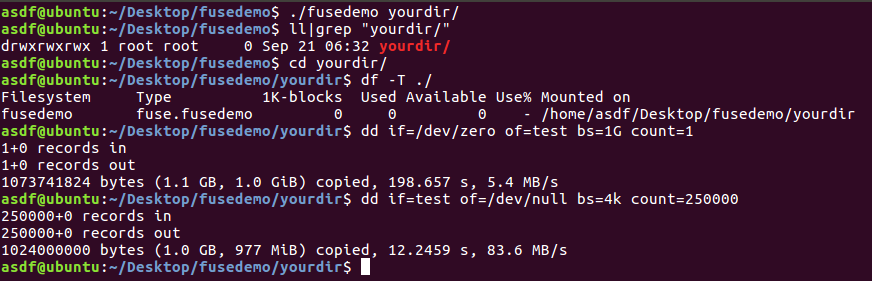 asdf@ubuntu:~/Desktop/fusedemo$ ./fusedemo yourdir/
asdf@ubuntu:~/Desktop/fusedemo$ ll|grep "yourdir/"
drwxrwxrwx 1 root root     0 Sep 21 06:32 yourdir/
asdf@ubuntu:~/Desktop/fusedemo$ cd yourdir/
asdf@ubuntu:~/Desktop/fusedemo/yourdir$ df -T ./
Filesystem     Type          1K-blocks  Used Available Use% Mounted on
fusedemo       fuse.fusedemo         0     0         0    - /home/asdf/Desktop/fusedemo/yourdir
asdf@ubuntu:~/Desktop/fusedemo/yourdir$ dd if=/dev/zero of=test bs=1G count=1
1+0 records in
1+0 records out
1073741824 bytes (1.1 GB, 1.0 GiB) copied, 198.657 s, 5.4 MB/s
asdf@ubuntu:~/Desktop/fusedemo/yourdir$ dd if=test of=/dev/null bs=4k count=250000
250000+0 records in
250000+0 records out
1024000000 bytes (1.0 GB, 977 MiB) copied, 12.2459 s, 83.6 MB/s
asdf@ubuntu:~/Desktop/fusedemo/yourdir$